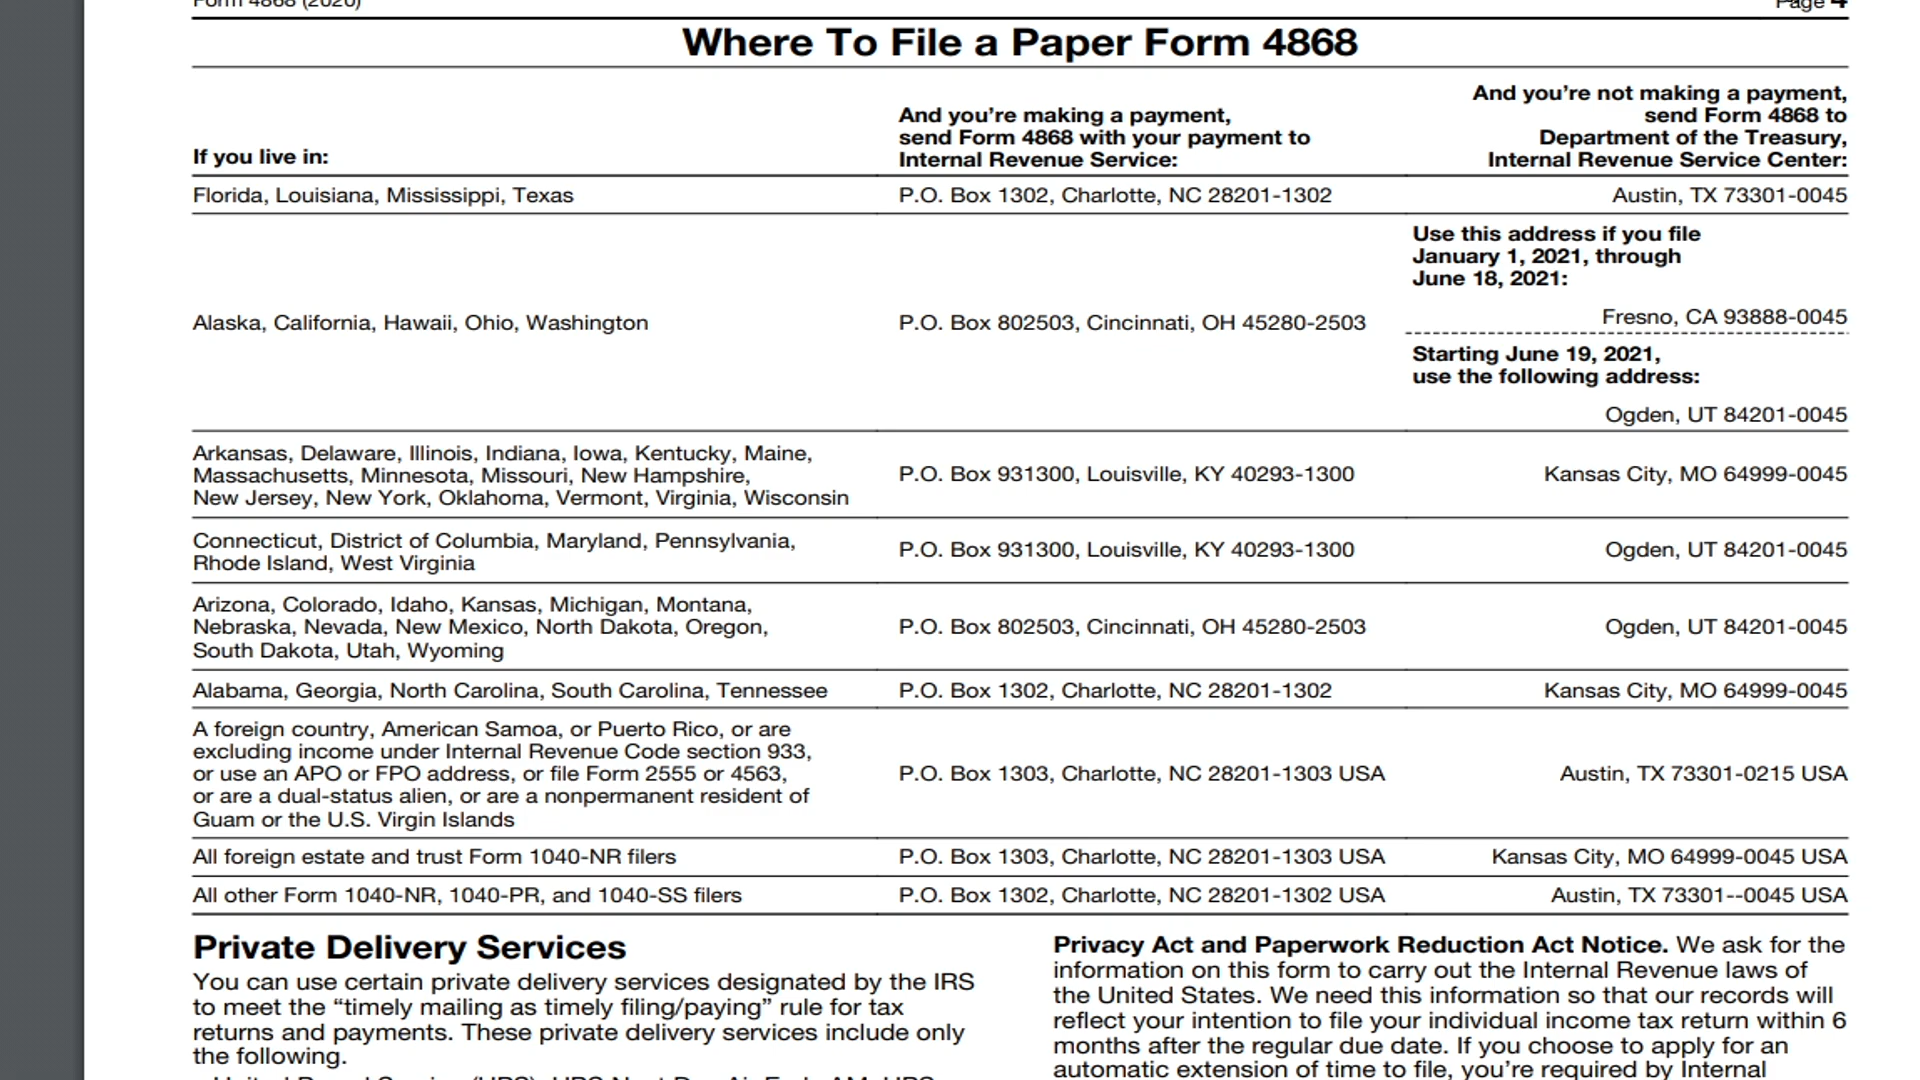 Form 4868 (2020)
Page 4
Where To File a Paper Form 4868
If you live in:
And you're making a payment,
send Form 4868 with your payment to
Internal Revenue Service:
And you're not making a payment,
send Form 4868 to
Department of the Treasury,
Internal Revenue Service Center:
Florida, Louisiana, Mississippi, Texas
P.O. Box 1302, Charlotte, NC 28201-1302
Austin, TX 73301-0045
Alaska, California, Hawaii, Ohio, Washington
P.O. Box 802503, Cincinnati, OH 45280-2503
Use this address if you file
January 1, 2021, through
June 18, 2021:
Fresno, CA 93888-0045
Starting June 19, 2021,
use the following address:
Ogden, UT 84201-0045
Arkansas, Delaware, Illinois, Indiana, Iowa, Kentucky, Maine,
Massachusetts, Minnesota, Missouri, New Hampshire,
New Jersey, New York, Oklahoma, Vermont, Virginia, Wisconsin
P.O. Box 931300, Louisville, KY 40293-1300
Kansas City, MO 64999-0045
Connecticut, District of Columbia, Maryland, Pennsylvania,
Rhode Island, West Virginia
P.O. Box 931300, Louisville, KY 40293-1300
Ogden, UT 84201-0045
Arizona, Colorado, Idaho, Kansas, Michigan, Montana,
Nebraska, Nevada, New Mexico, North Dakota, Oregon,
South Dakota, Utah, Wyoming
P.O. Box 802503, Cincinnati, OH 45280-2503
Ogden, UT 84201-0045
Alabama, Georgia, North Carolina, South Carolina, Tennessee
P.O. Box 1302, Charlotte, NC 28201-1302
Kansas City, MO 64999-0045
A foreign country, American Samoa, or Puerto Rico, or are
excluding income under Internal Revenue Code section 933,
or use an APO or FPO address, or file Form 2555 or 4563,
or are a dual-status alien, or are a nonpermanent resident of
Guam or the U.S. Virgin Islands
P.O. Box 1303, Charlotte, NC 28201-1303 USA
Austin, TX 73301-0215 USA
All foreign estate and trust Form 1040-NR filers
P.O. Box 1303, Charlotte, NC 28201-1303 USA
Kansas City, MO 64999-0045 USA
All other Form 1040-NR, 1040-PR, and 1040-SS filers
P.O. Box 1302, Charlotte, NC 28201-1302 USA
Austin, TX 73301--0045 USA
Private Delivery Services
You can use certain private delivery services designated by the IRS
to meet the “timely mailing as timely filing/paying” rule for tax
returns and payments. These private delivery services include only
the following.
Privacy Act and Paperwork Reduction Act Notice. We ask for the
information on this form to carry out the Internal Revenue laws of
the United States. We need this information so that our records will
reflect your intention to file your individual income tax return within 6
months after the regular due date. If you choose to apply for an
automatic extension of time to file, you're required by Internal